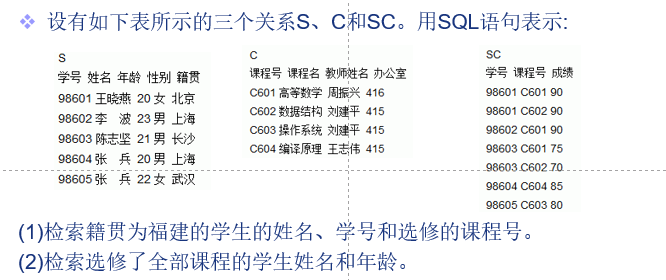 ❖ 设有如下表所示的三个关系S、C和SC。用SQL语句表示:
S
学号 姓名 年龄 性别 籍贯
98601 王晓燕 20 女 北京
98602 李 波 23 男 上海
98603 陈志坚 21 男 长沙
98604 张 兵 20 男 上海
98605 张 兵 22 女 武汉
C
课程号 课程名 教师姓名 办公室
C601 高等数学 周振兴 416
C602 数据结构 刘建平 415
C603 操作系统 刘建平 415
C604 编译原理 王志伟 415
SC
学号 课程号 成绩
98601 C601 90
98601 C602 90
98602 C601 90
98603 C601 75
98603 C602 70
98604 C604 85
98605 C603 80
(1)检索籍贯为福建的学生的姓名、学号和选修的课程号。
(2)检索选修了全部课程的学生姓名和年龄。